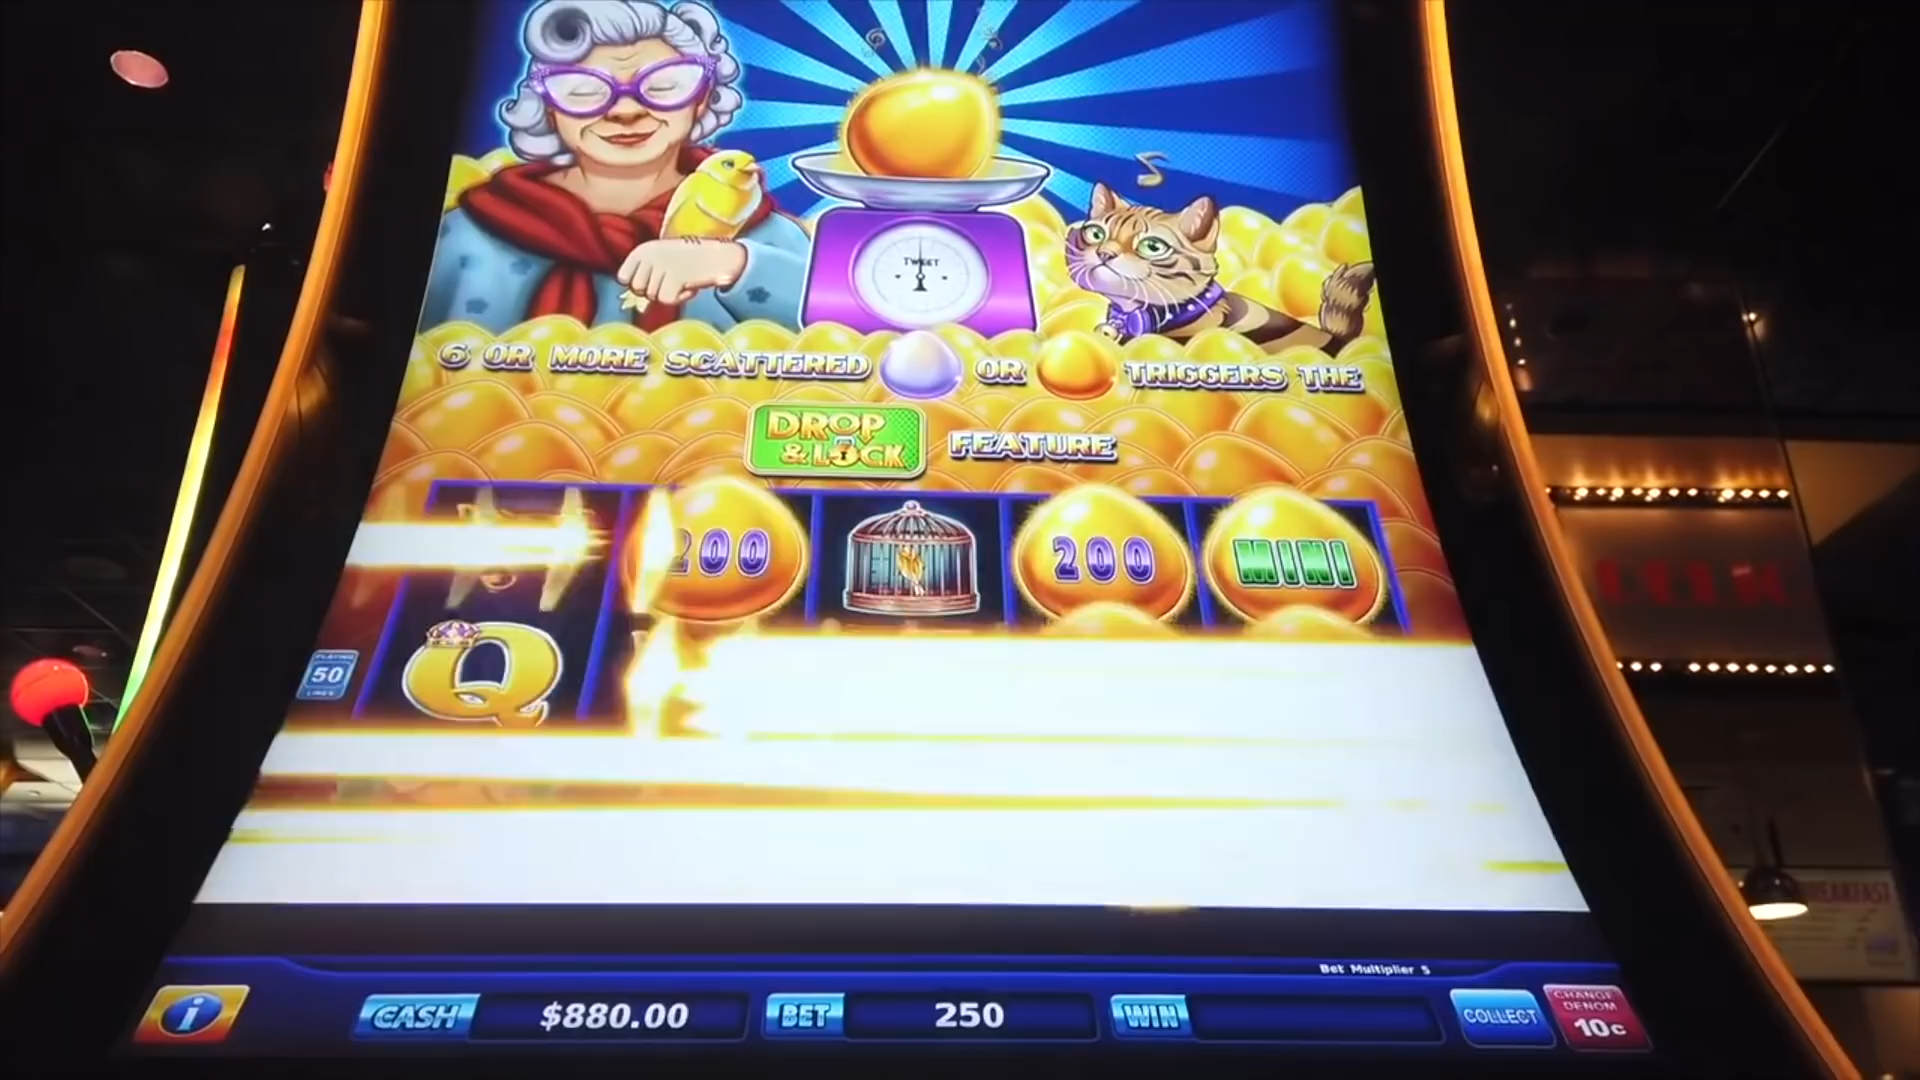 TWEET
6 OR MORE SCATTERED OR TRIGGERS THE
DROP & LOCK FEATURE
200 200 MINI
PLAYING
50
LINES
Q
Bet Multiplier 5
i CASH $880.00 BET 250 WIN COLLECT
CHANGE
DENOM
10c
BREAKFAST